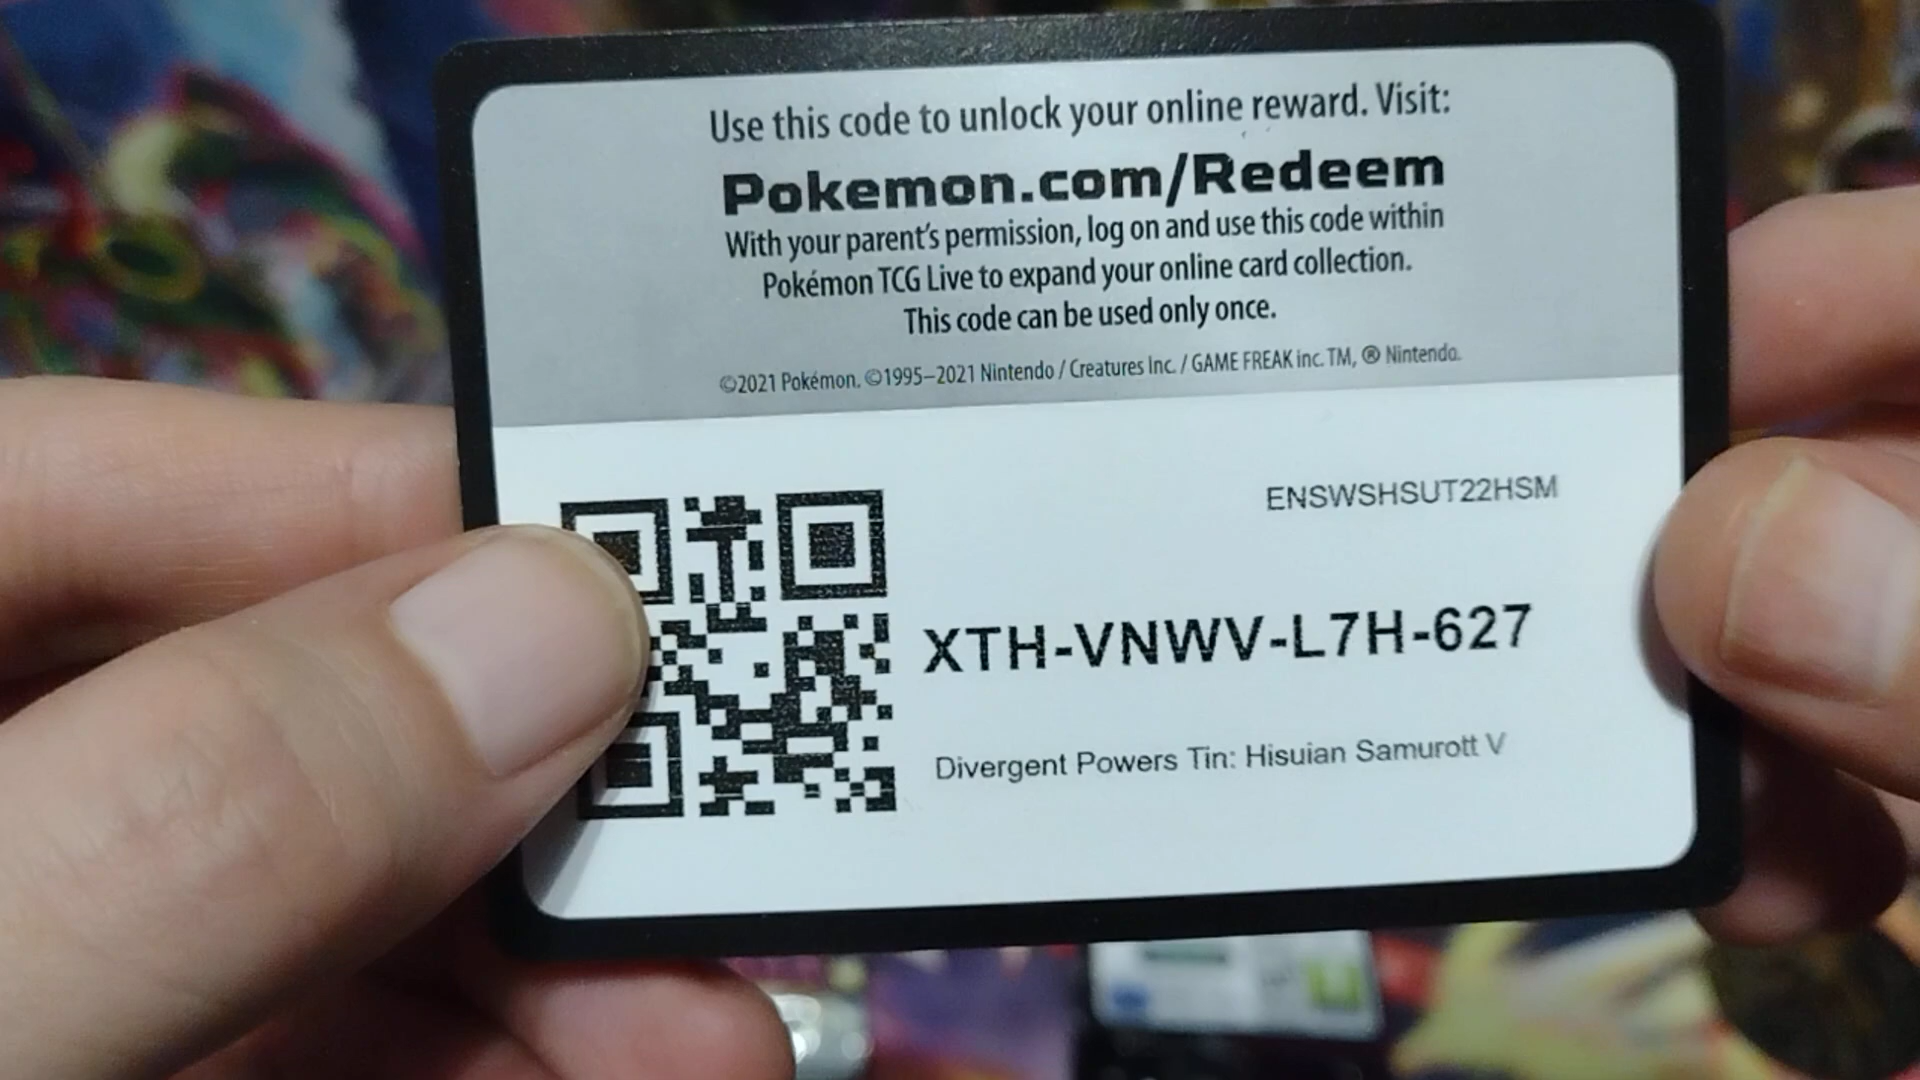 Use this code to unlock your online reward. Visit:
Pokemon.com/Redeem
With your parent's permission, log on and use this code within
Pokémon TCG Live to expand your online card collection.
This code can be used only once.
©2021 Pokémon. ©1995–2021 Nintendo / Creatures Inc. / GAME FREAK inc. TM, ® Nintendo.
ENSWSHSUT22HSM
XTH-VNWV-L7H-627
Divergent Powers Tin: Hisuian Samurott V